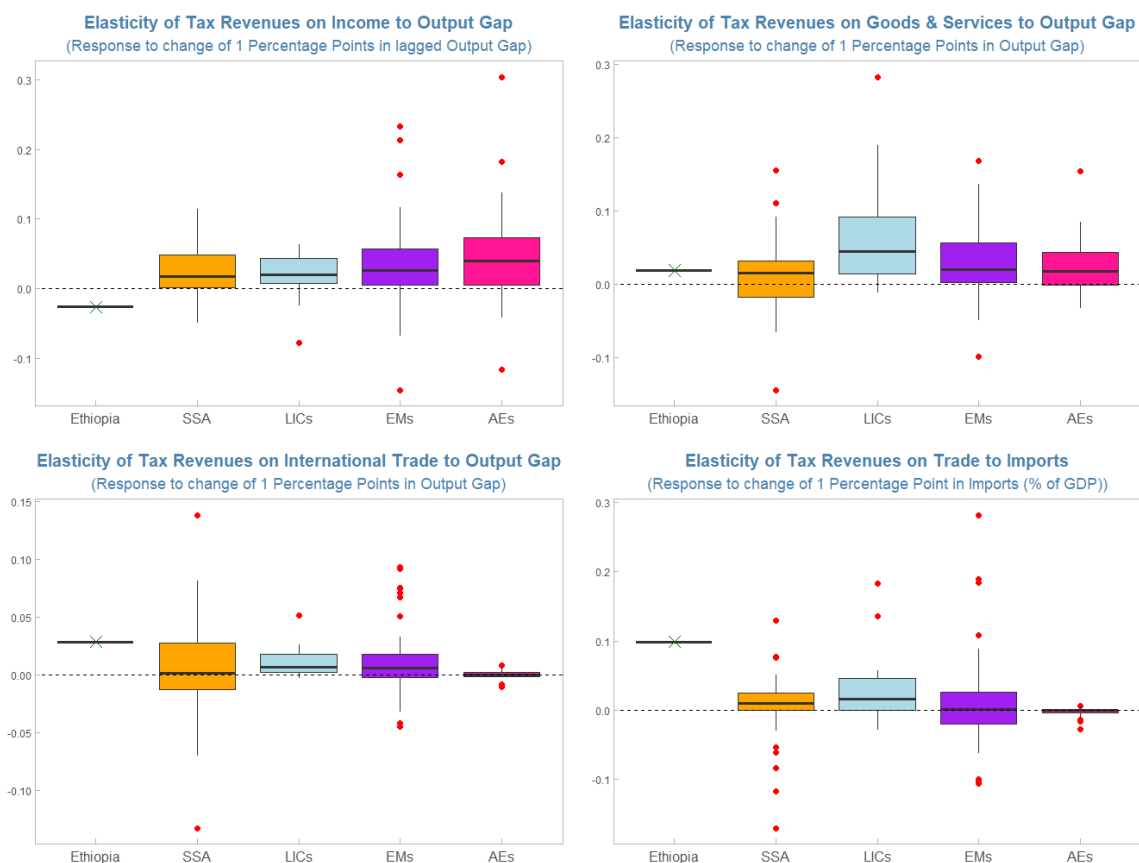 Elasticity of Tax Revenues on Income to Output Gap
(Response to change of 1 Percentage Points in lagged Output Gap)
0.3
0.2
0.1
0.0
-0.1
Ethiopia SSA LICs EMs AEs
Elasticity of Tax Revenues on Goods & Services to Output Gap
(Response to change of 1 Percentage Points in Output Gap)
0.3
0.2
0.1
0.0
-0.1
Ethiopia SSA LICs EMs AEs
Elasticity of Tax Revenues on International Trade to Output Gap
(Response to change of 1 Percentage Points in Output Gap)
0.15
0.10
0.05
0.00
-0.05
-0.10
Ethiopia SSA LICs EMs AEs
Elasticity of Tax Revenues on Trade to Imports
(Response to change of 1 Percentage Point in Imports (% of GDP))
0.3
0.2
0.1
0.0
-0.1
Ethiopia SSA LICs EMs AEs